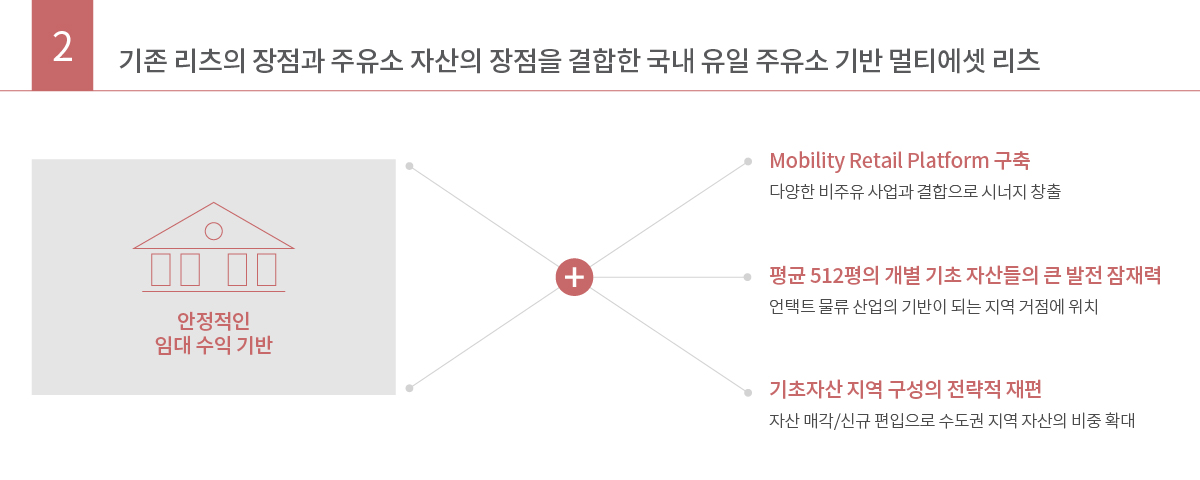 2
기존 리츠의 장점과 주유소 자산의 장점을 결합한 국내 유일 주유소 기반 멀티에셋 리츠
안정적인
임대 수익 기반
Mobility Retail Platform 구축
다양한 비주유 사업과 결합으로 시너지 창출
평균 512평의 개별 기초 자산들의 큰 발전 잠재력
언택트 물류 산업의 기반이 되는 지역 거점에 위치
기초자산 지역 구성의 전략적 재편
자산 매각/신규 편입으로 수도권 지역 자산의 비중 확대